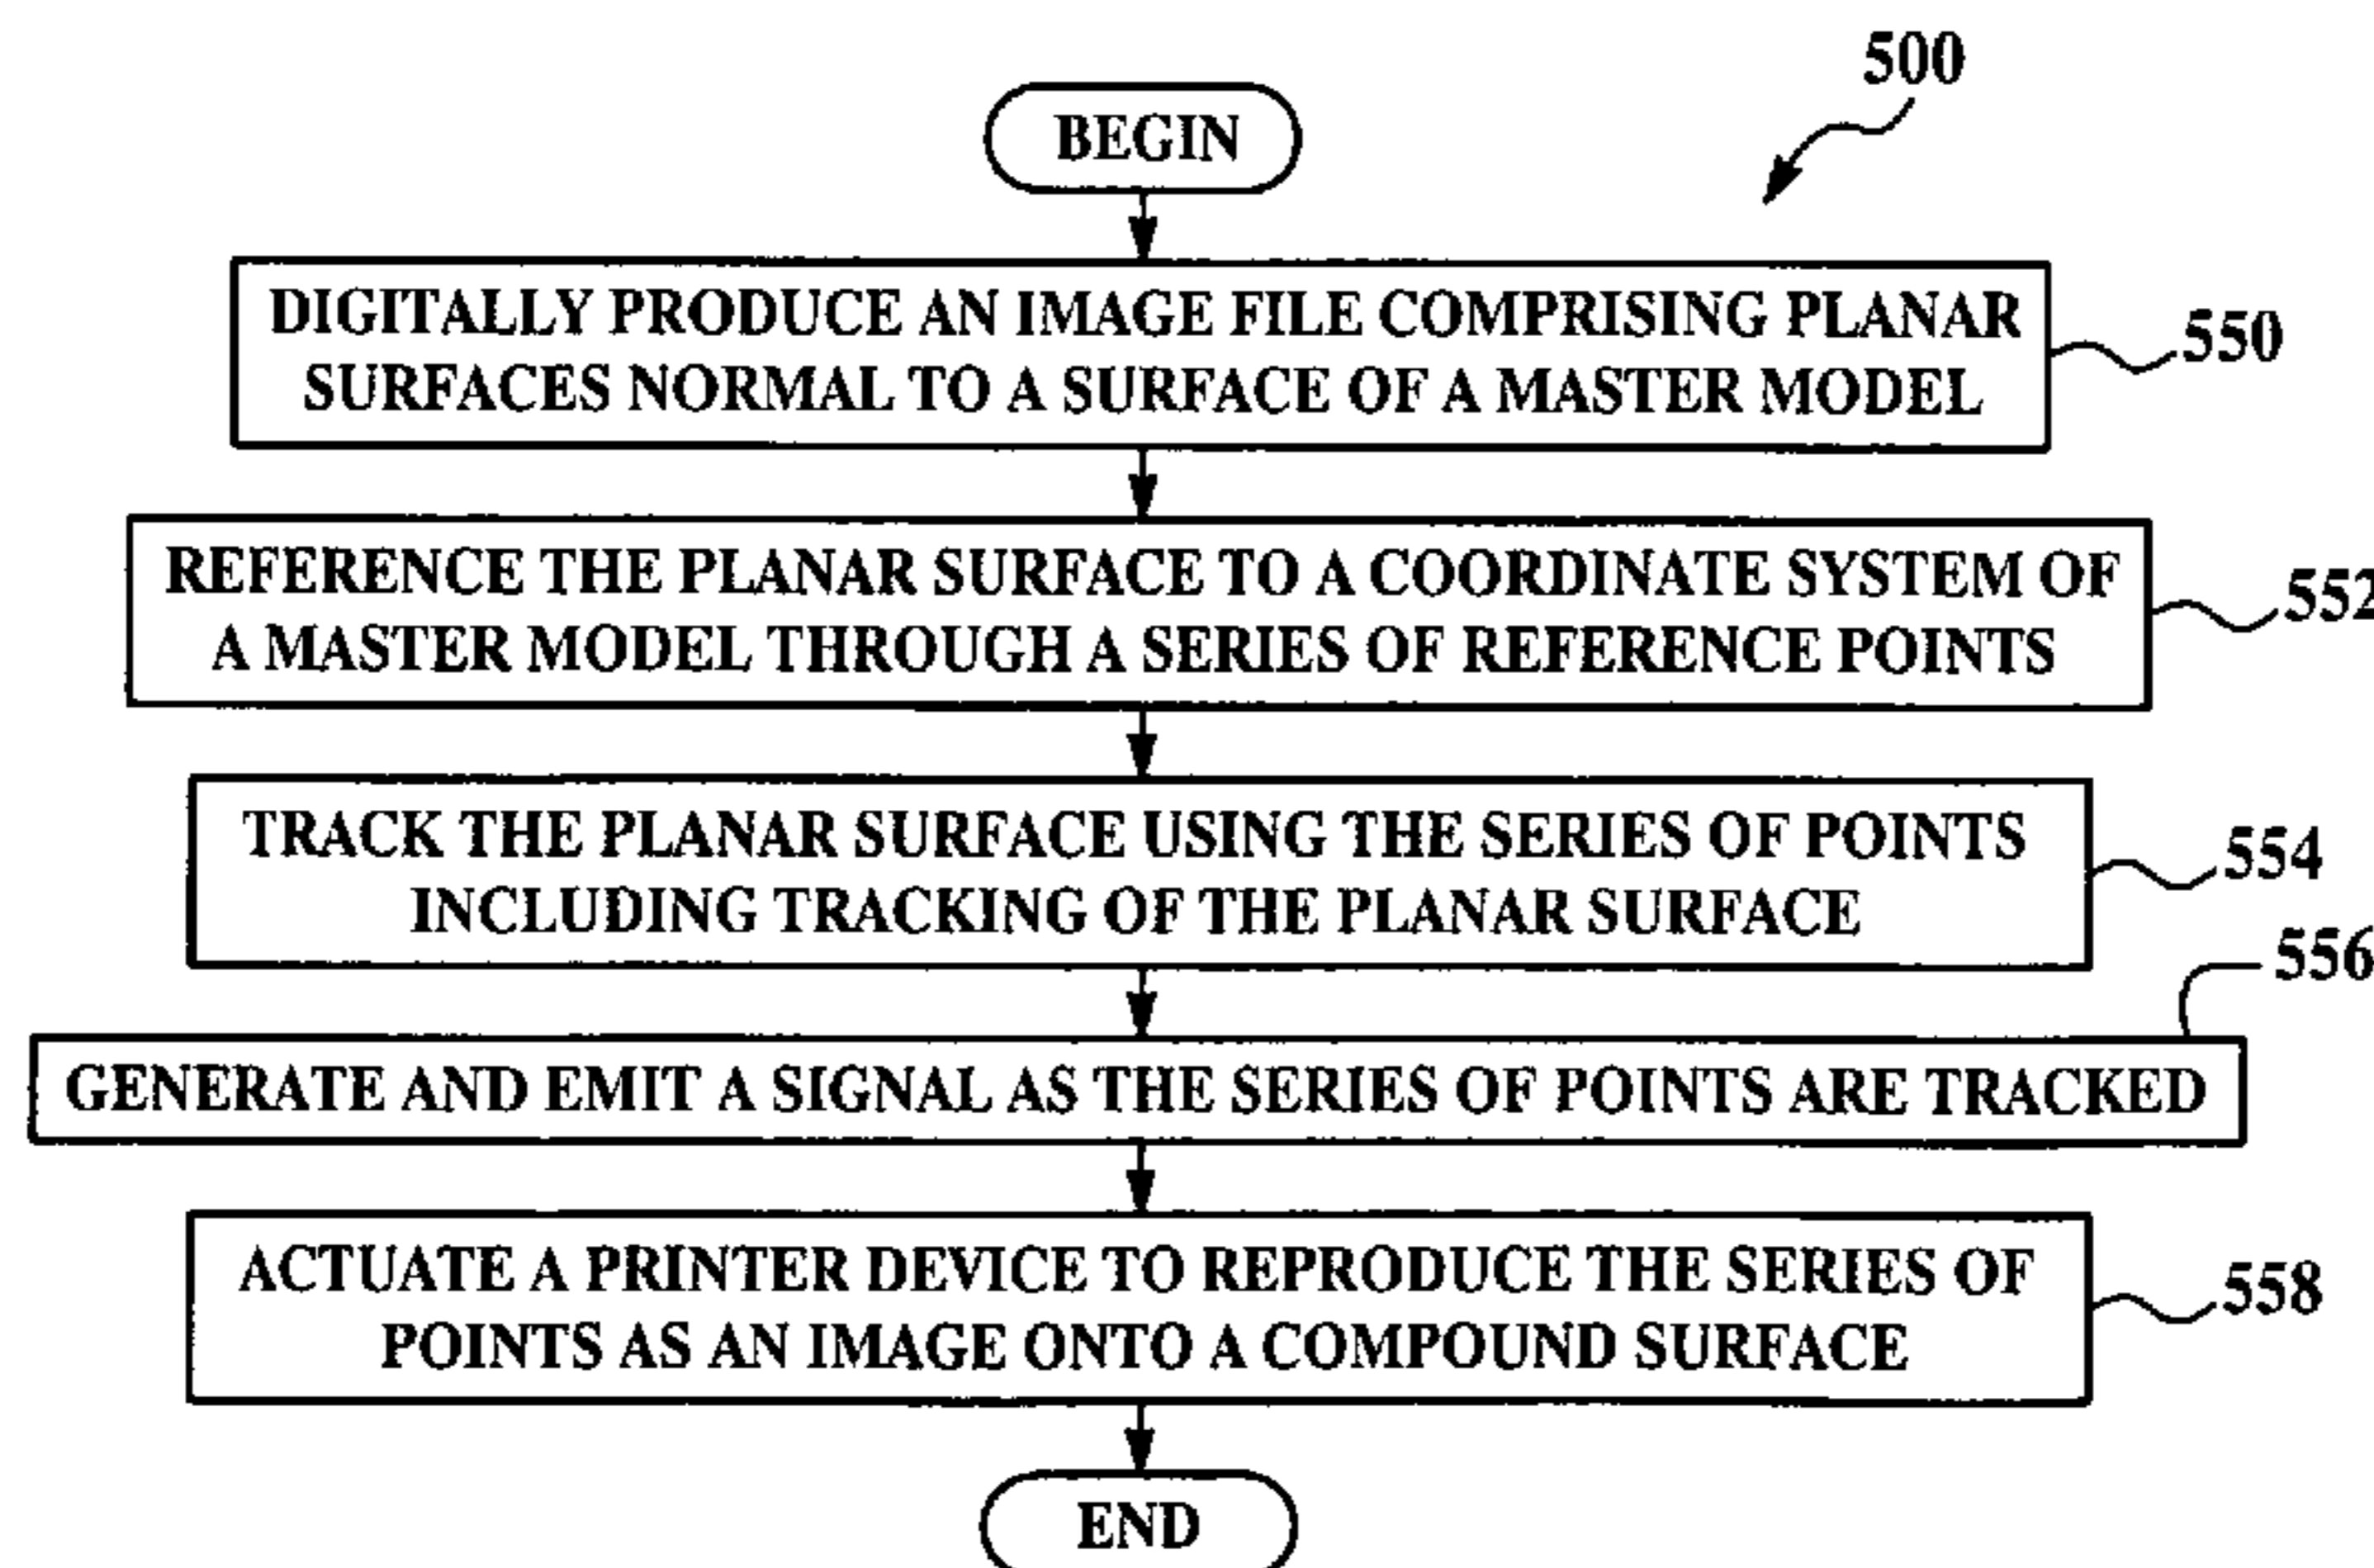 500
BEGIN
DIGITALLY PRODUCE AN IMAGE FILE COMPRISING PLANAR
SURFACES NORMAL TO A SURFACE OF A MASTER MODEL
550
REFERENCE THE PLANAR SURFACE TO A COORDINATE SYSTEM OF
A MASTER MODEL THROUGH A SERIES OF REFERENCE POINTS
552
TRACK THE PLANAR SURFACE USING THE SERIES OF POINTS
INCLUDING TRACKING OF THE PLANAR SURFACE
554
556
GENERATE AND EMIT A SIGNAL AS THE SERIES OF POINTS ARE TRACKED
ACTUATE A PRINTER DEVICE TO REPRODUCE THE SERIES OF
POINTS AS AN IMAGE ONTO A COMPOUND SURFACE
558
END